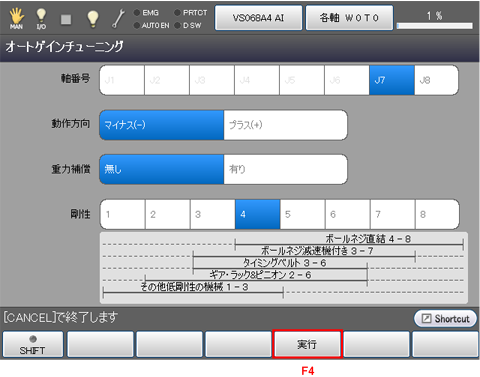 MAN I/O EMG PRTCT AUTOEN DSW VS068A4 AI 各軸 W0T0 1 %
オートゲインチューニング
軸番号 J1 J2 J3 J4 J5 J6 J7 J8
動作方向 マイナス(-) プラス(+)
重力補償 無し 有り
剛性 1 2 3 4 5 6 7 8
ボールネジ直結 4 - 8
ボールネジ減速機付き 3 - 7
タイミングベルト 3 - 6
ギア・ラック&ピニオン 2 - 6
その他低剛性の機械 1 - 3
[CANCEL]で終了します Shortcut
SHIFT 実行
F4